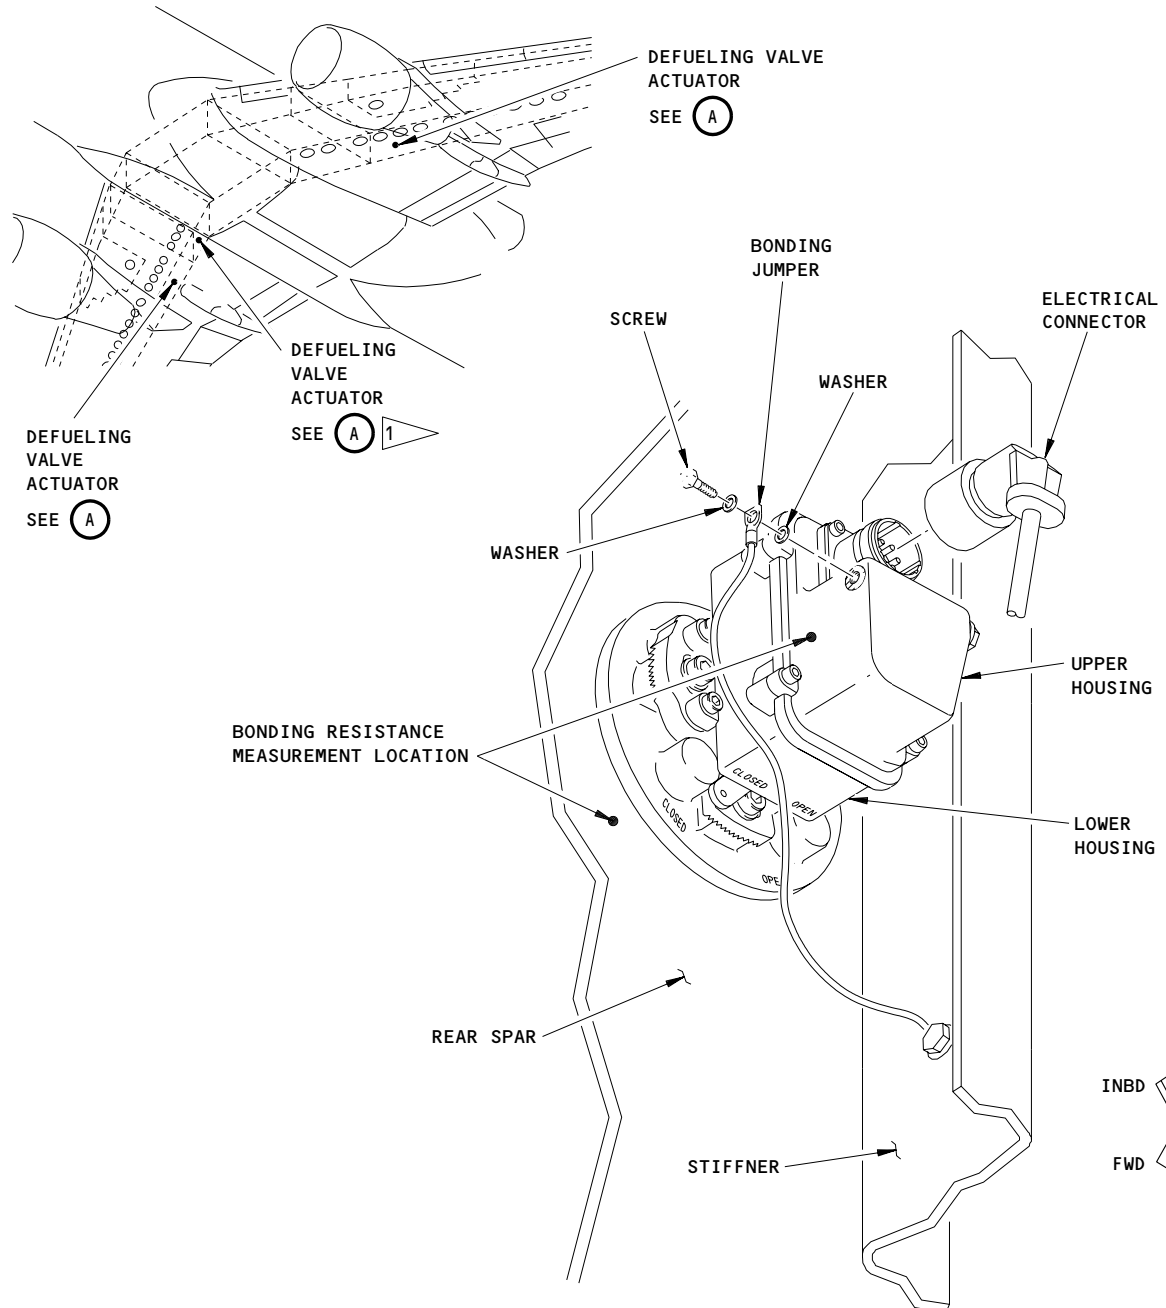 DEFUELING VALVE
ACTUATOR
SEE A
DEFUELING
VALVE
ACTUATOR
SEE A 1
DEFUELING
VALVE
ACTUATOR
SEE A
BONDING
JUMPER
SCREW
WASHER
ELECTRICAL
CONNECTOR
WASHER
UPPER
HOUSING
BONDING RESISTANCE
MEASUREMENT LOCATION
CLOSED
OPEN
CLOSED
OPEN
LOWER
HOUSING
REAR SPAR
INBD
STIFFNER
FWD